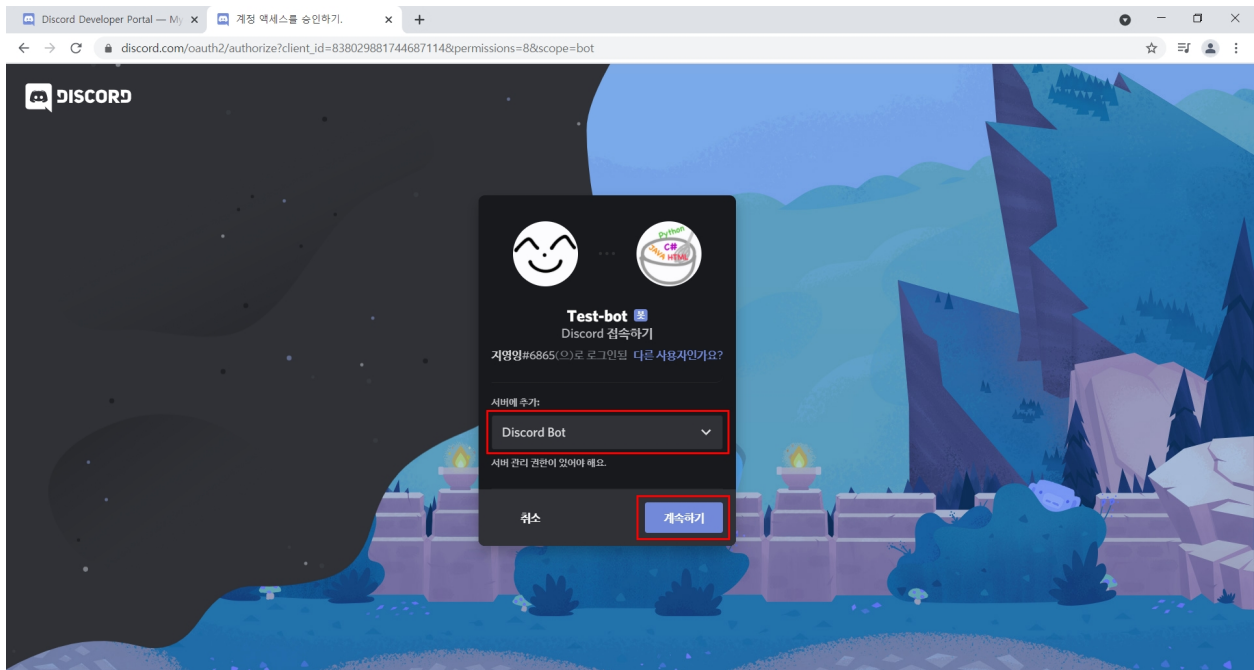 Discord Developer Portal — My
계정 액세스를 승인하기.
discord.com/oauth2/authorize?client_id=838029881744687114&permissions=8&scope=bot
DISCORD
Python
C#
JAVA HTML
Test-bot 봇
Discord 접속하기
지영잉#6865(으)로 로그인됨 다른 사용자인가요?
서버에 추가:
Discord Bot
서버 관리 권한이 있어야 해요.
취소
계속하기